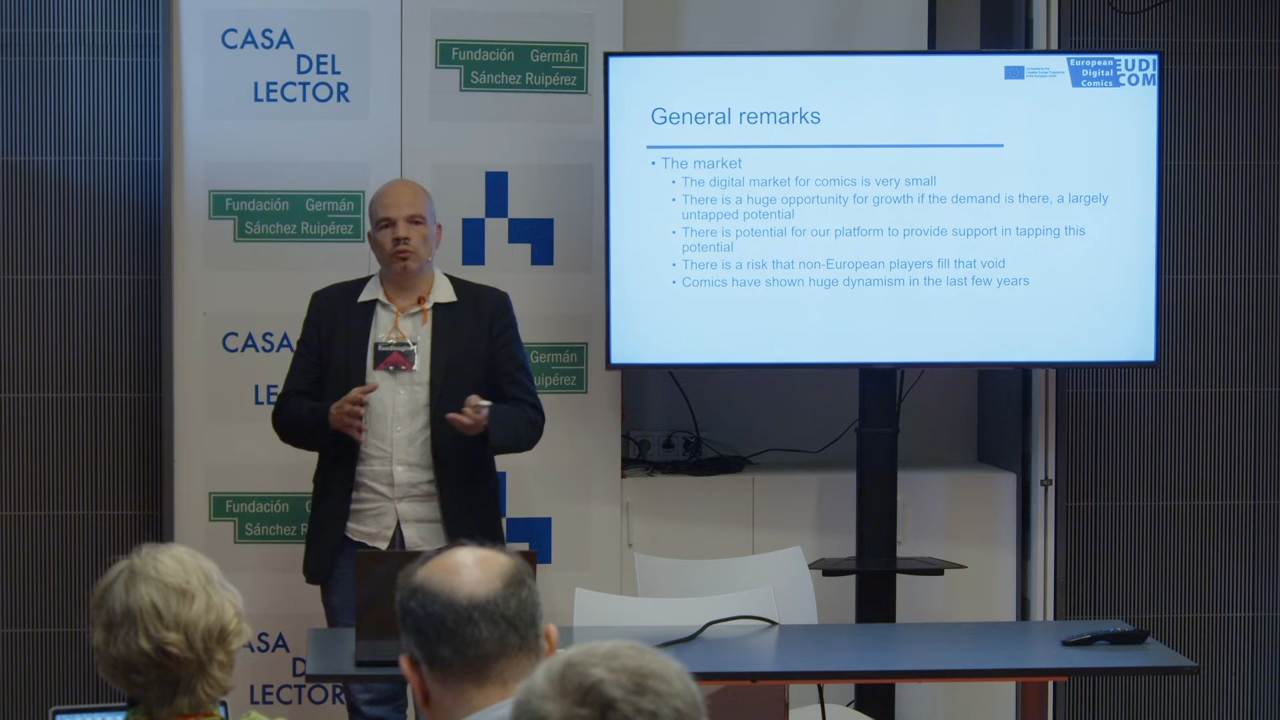 CASA
DEL
LECTOR
Fundación Germán
Sánchez Ruipérez
Fundación Germán
Sánchez Ruipérez
CASA
LE
Germán
uipérez
Fundación G
Sánchez R
ASA
D
LECTOR
European
Digital
Comics
EUDI
COM
General remarks
• The market
• The digital market for comics is very small
• There is a huge opportunity for growth if the demand is there, a largely
untapped potential
• There is potential for our platform to provide support in tapping this
potential
• There is a risk that non-European players fill that void
• Comics have shown huge dynamism in the last few years